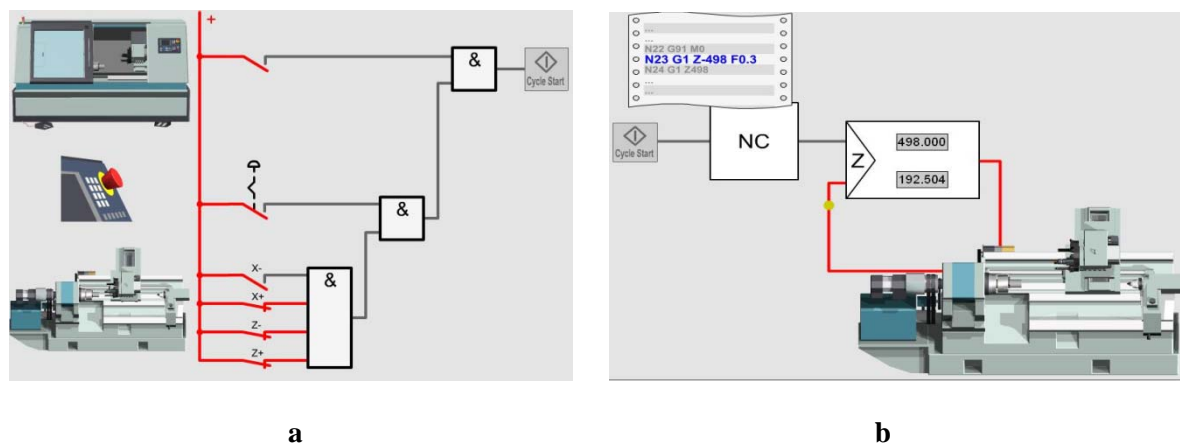 +
&
Cycle Start
&
X-
X+
Z-
Z+
&
...
...
N22 G91 M0
N23 G1 Z-498 F0.3
N24 G1 Z498
...
...
Cycle Start
NC
Z
498.000
192.504
a
b